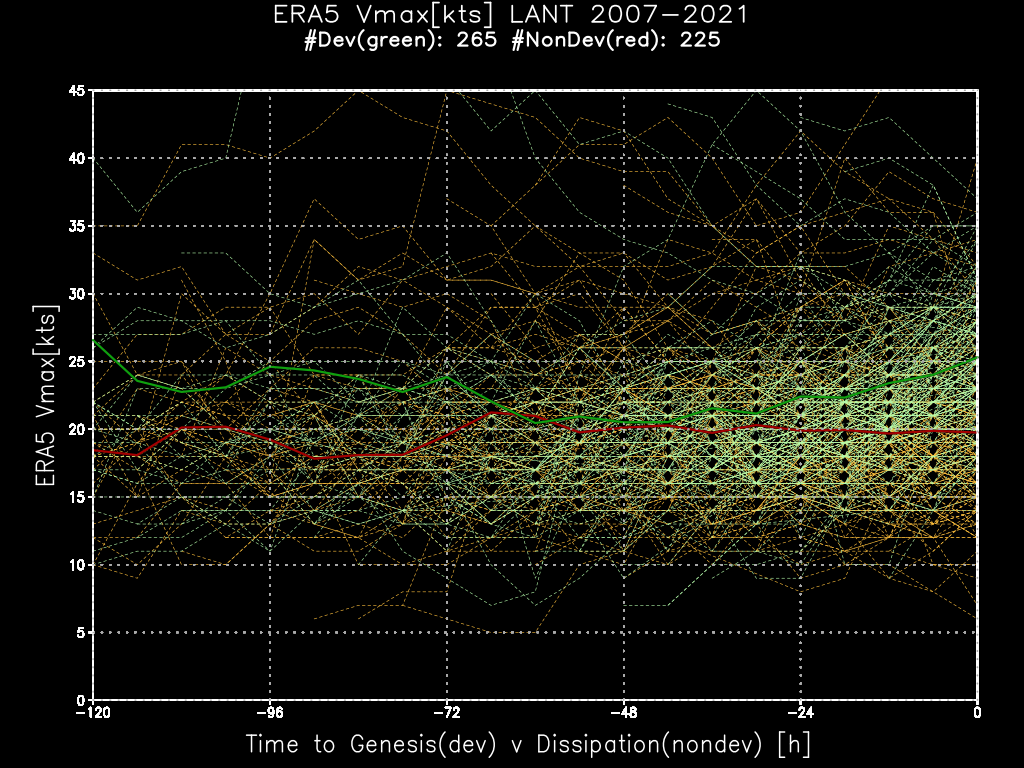 ERA5 Vmax[kts] LANT 2007-2021
#Dev(green): 265 #NonDev(red): 225
45
40
35
30
25
20
15
10
5
0
ERA5 Vmax[kts]
-120 -96 -72 -48 -24 0
Time to Genesis(dev) v Dissipation(nondev) [h]